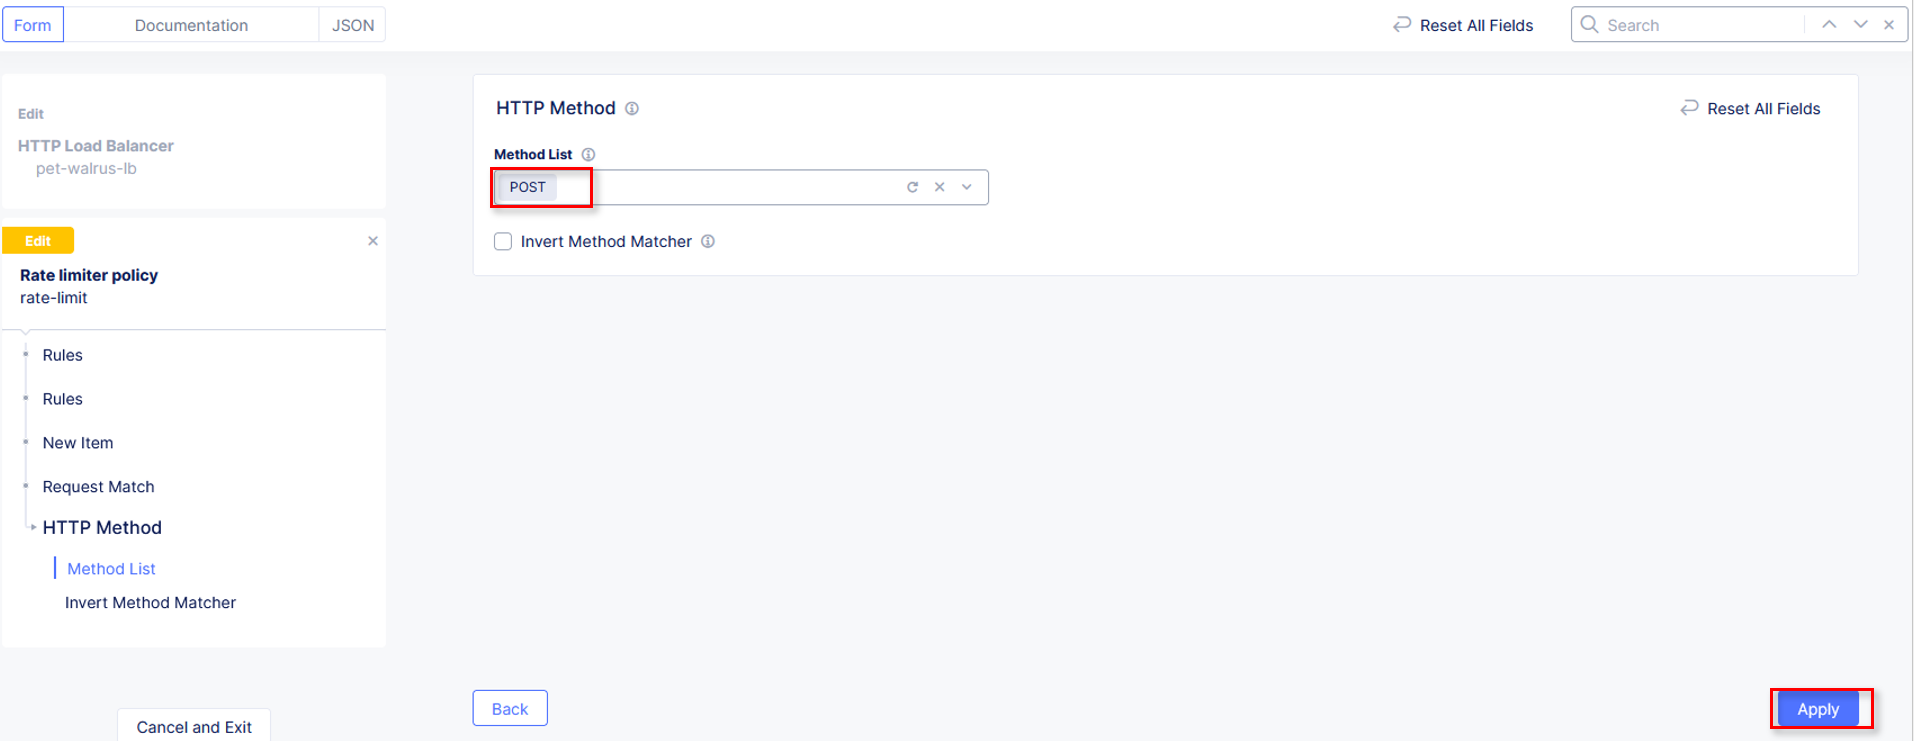 Form
Documentation
JSON
Reset All Fields
Search
Edit
HTTP Load Balancer
pet-walrus-lb
Edit
Rate limiter policy
rate-limit
Rules
Rules
New Item
Request Match
HTTP Method
Method List
Invert Method Matcher
Cancel and Exit
HTTP Method
Reset All Fields
Method List
POST
Invert Method Matcher
Back
Apply